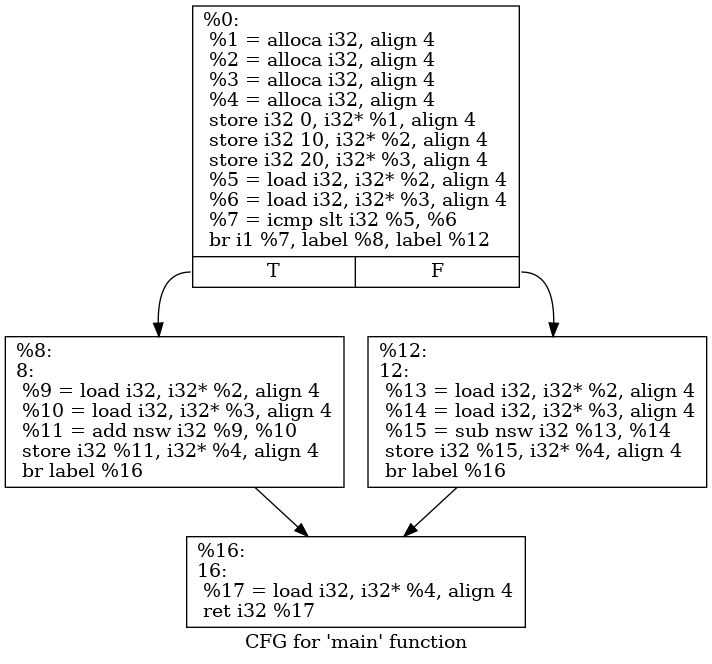 %0:
%1 = alloca i32, align 4
%2 = alloca i32, align 4
%3 = alloca i32, align 4
%4 = alloca i32, align 4
store i32 0, i32* %1, align 4
store i32 10, i32* %2, align 4
store i32 20, i32* %3, align 4
%5 = load i32, i32* %2, align 4
%6 = load i32, i32* %3, align 4
%7 = icmp slt i32 %5, %6
br i1 %7, label %8, label %12
T
F
%8:
8:
%9 = load i32, i32* %2, align 4
%10 = load i32, i32* %3, align 4
%11 = add nsw i32 %9, %10
store i32 %11, i32* %4, align 4
br label %16
%12:
12:
%13 = load i32, i32* %2, align 4
%14 = load i32, i32* %3, align 4
%15 = sub nsw i32 %13, %14
store i32 %15, i32* %4, align 4
br label %16
%16:
16:
%17 = load i32, i32* %4, align 4
ret i32 %17
CFG for 'main' function